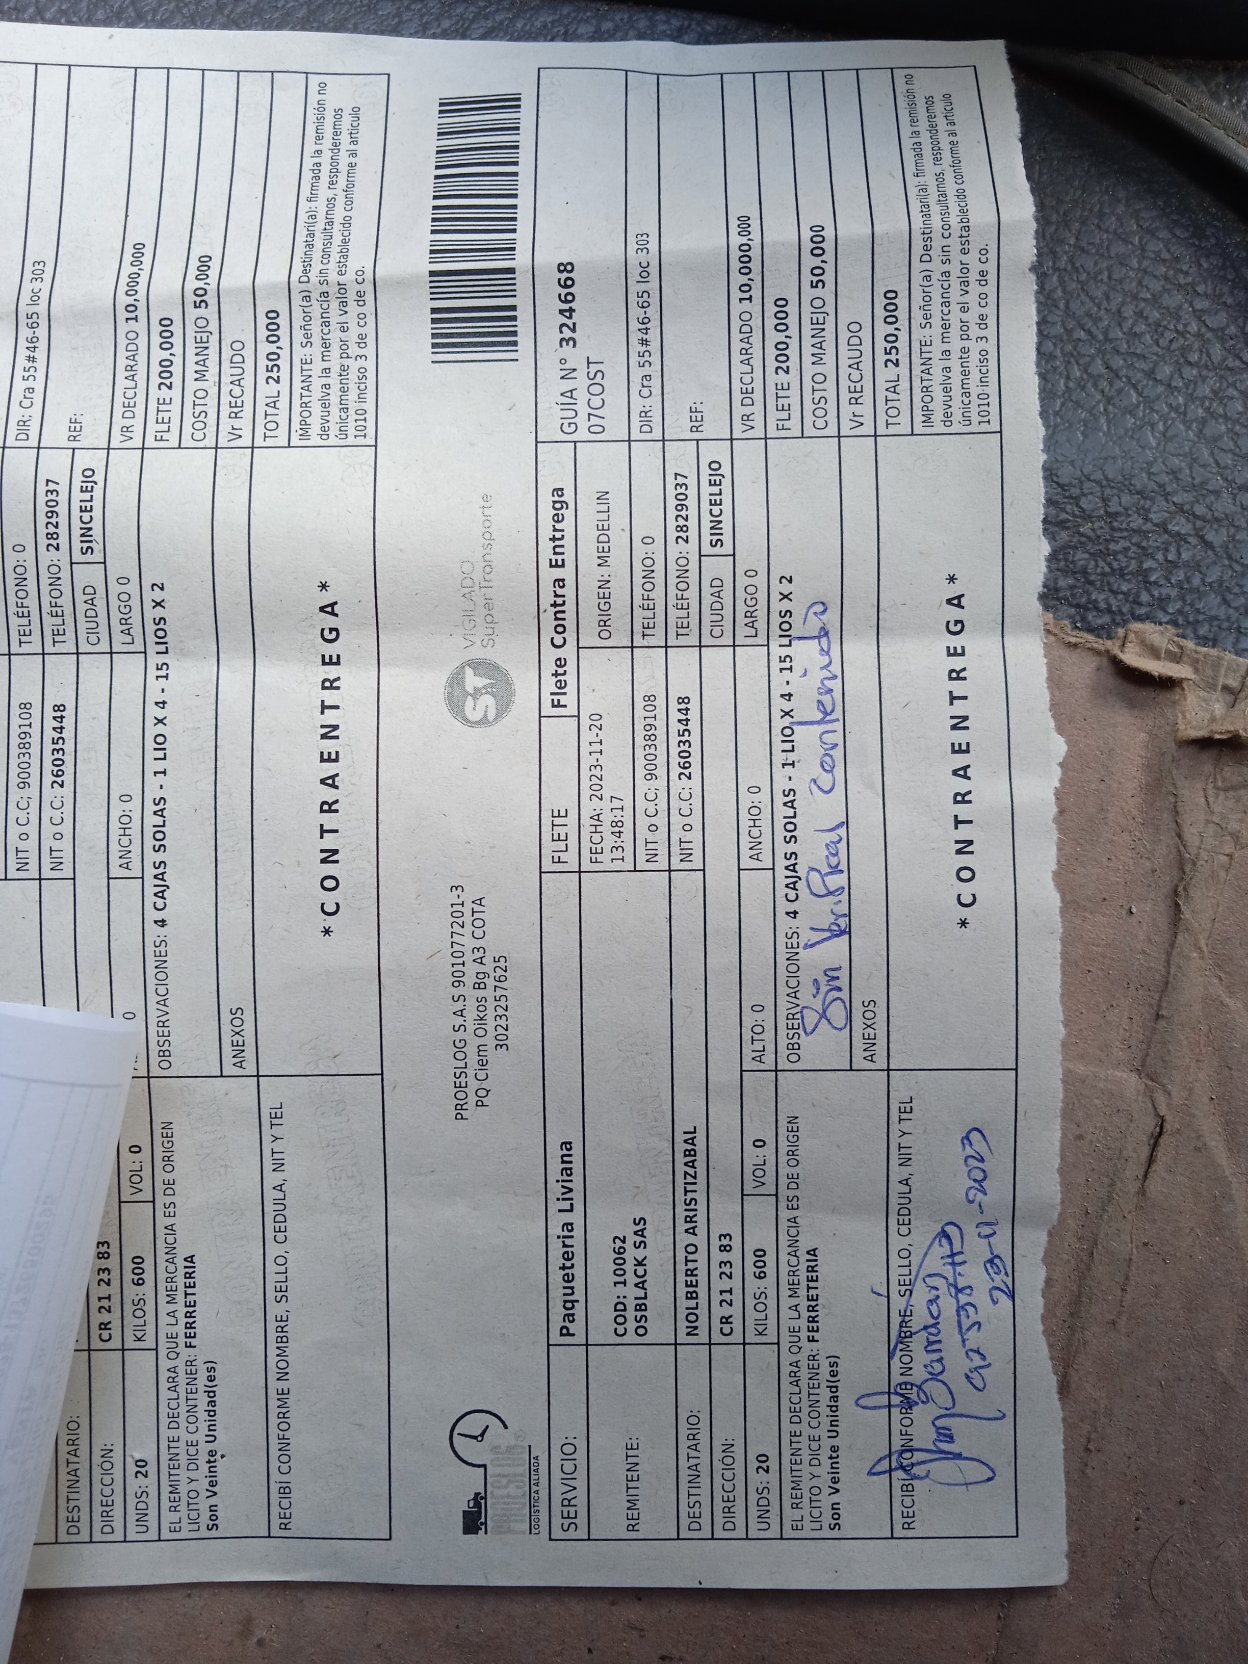 DIR: Cra 55#46-65 loc 303
NIT o C.C; 900389108 TELÉFONO: 0
DESTINATARIO: NIT o C.C: 26035448 TELÉFONO: 2829037
DIRECCIÓN: CR 21 23 83 CIUDAD SINCELEJO REF:
UNDS: 20 KILOS: 600 VOL: 0 0 ANCHO: 0 LARGO 0 VR DECLARADO 10,000,000
EL REMITENTE DECLARA QUE LA MERCANCIA ES DE ORIGEN
LICITO Y DICE CONTENER: FERRETERIA
Son Veinte Unidad(es)
OBSERVACIONES: 4 CAJAS SOLAS - 1 LIO X 4 - 15 LIOS X 2
FLETE 200,000
COSTO MANEJO 50,000
ANEXOS
Vr RECAUDO
RECIBÍ CONFORME NOMBRE, SELLO, CEDULA, NIT Y TEL
*CONTRAENTREGA*
TOTAL 250,000
IMPORTANTE: Señor(a) Destinatari(a): firmada la remisión no
devuelva la mercancía sin consultarnos, responderemos
únicamente por el valor establecido conforme al articulo
1010 inciso 3 de co de co.
PROESLOG
LOGISTICA ALIADA
PROESLOG S.A.S 901077201-3
PQ Ciem Oikos Bg A3 COTA
3023257625
ST
VIGILADO
SuperTransporte
SERVICIO: Paqueteria Liviana FLETE Flete Contra Entrega
GUÍA N° 324668
07COST
REMITENTE: COD: 10062
OSBLACK SAS
FECHA: 2023-11-20
13:48:17
ORIGEN: MEDELLIN
NIT o C.C; 900389108 TELÉFONO: 0 DIR: Cra 55#46-65 loc 303
DESTINATARIO: NOLBERTO ARISTIZABAL NIT o C.C: 26035448 TELÉFONO: 2829037
DIRECCIÓN: CR 21 23 83 CIUDAD SINCELEJO REF:
UNDS: 20 KILOS: 600 VOL: 0 ALTO: 0 ANCHO: 0 LARGO 0 VR DECLARADO 10,000,000
EL REMITENTE DECLARA QUE LA MERCANCIA ES DE ORIGEN
LICITO Y DICE CONTENER: FERRETERIA
Son Veinte Unidad(es)
OBSERVACIONES: 4 CAJAS SOLAS - 1 LIO X 4 - 15 LIOS X 2
Sin Verificar contenido
FLETE 200,000
COSTO MANEJO 50,000
ANEXOS
Vr RECAUDO
RECIBÍ CONFORME NOMBRE, SELLO, CEDULA, NIT Y TEL
92538.113
23-11-2023
*CONTRAENTREGA*
TOTAL 250,000
IMPORTANTE: Señor(a) Destinatari(a): firmada la remisión no
devuelva la mercancía sin consultarnos, responderemos
únicamente por el valor establecido conforme al articulo
1010 inciso 3 de co de co.